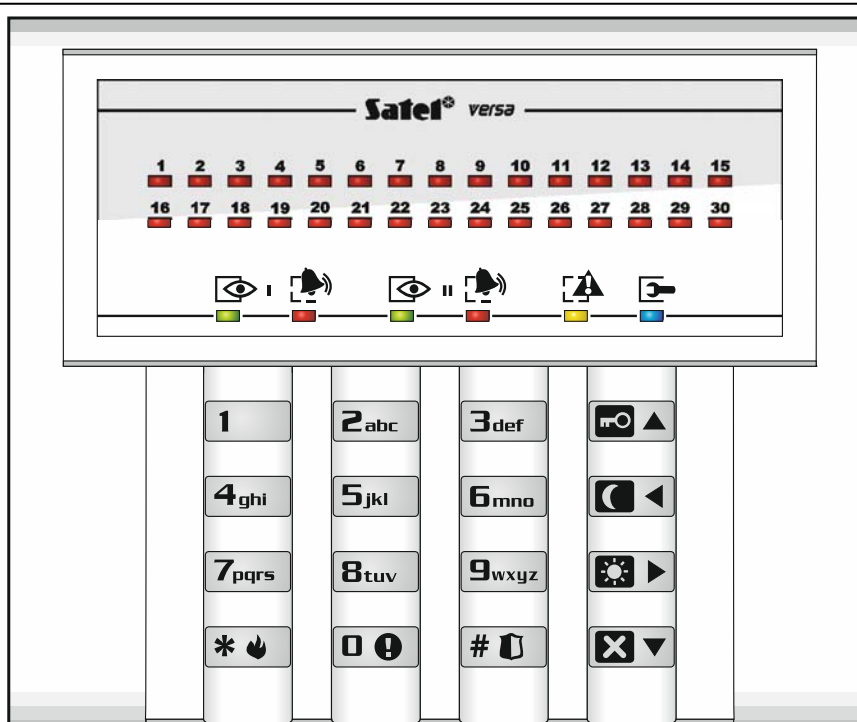 Satel® versa
1 2 3 4 5 6 7 8 9 10 11 12 13 14 15
16 17 18 19 20 21 22 23 24 25 26 27 28 29 30
I II
1 2abc 3def
4ghi 5jkl 6mno
7pqrs 8tuv 9wxyz
* 0 #